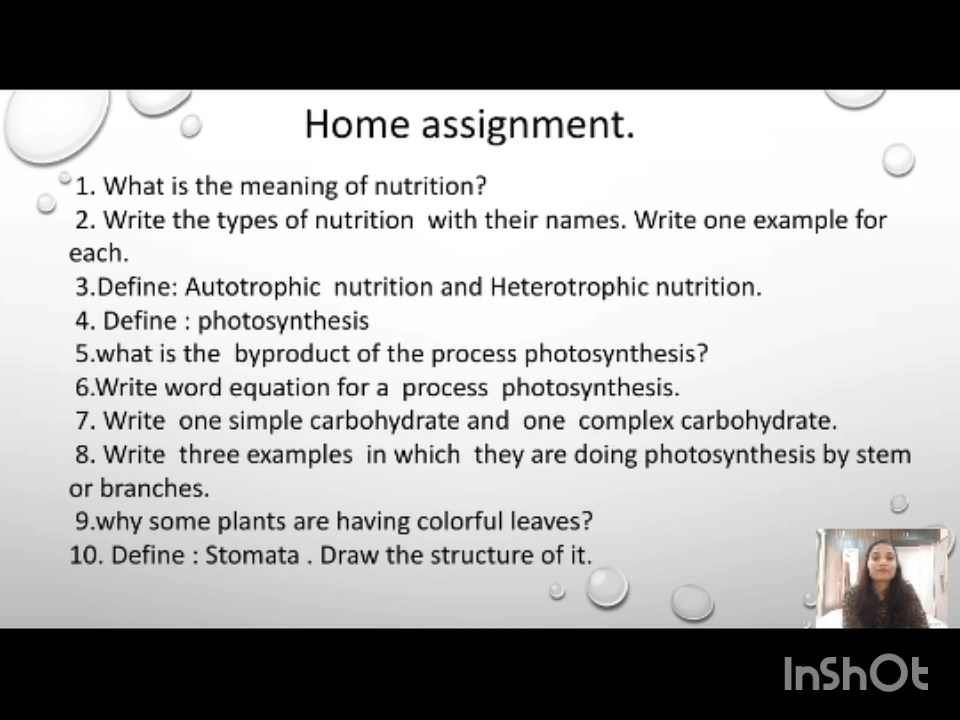 Home assignment.
1. What is the meaning of nutrition?
2. Write the types of nutrition with their names. Write one example for
each.
3.Define: Autotrophic nutrition and Heterotrophic nutrition.
4. Define : photosynthesis
5.what is the byproduct of the process photosynthesis?
6.Write word equation for a process photosynthesis.
7. Write one simple carbohydrate and one complex carbohydrate.
8. Write three examples in which they are doing photosynthesis by stem
or branches.
9.why some plants are having colorful leaves?
10. Define : Stomata . Draw the structure of it.
InShOt